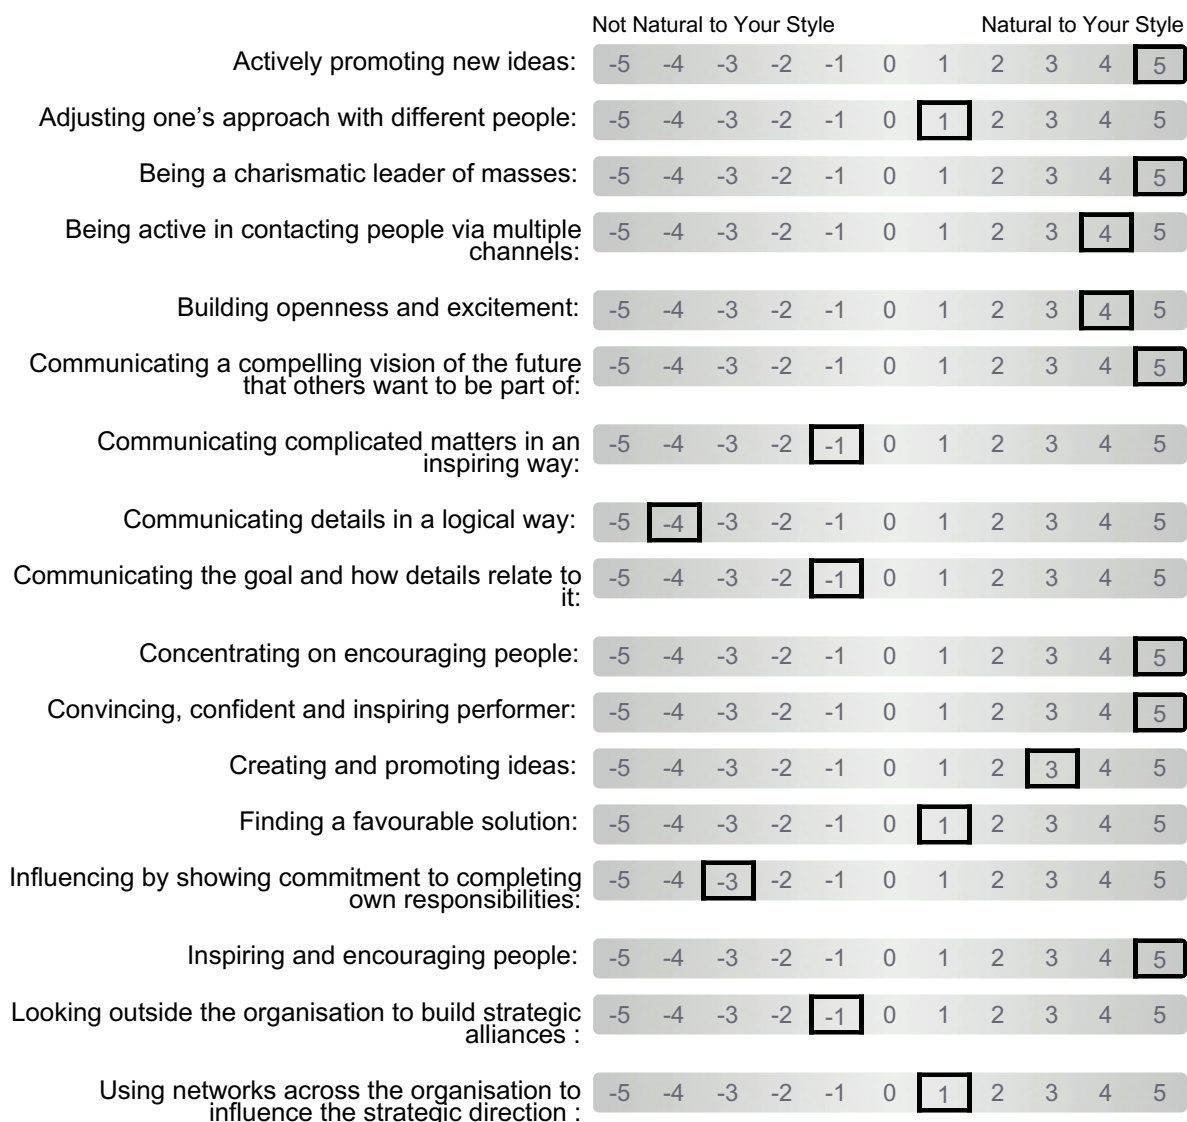 Not Natural to Your Style Natural to Your Style
Actively promoting new ideas: -5 -4 -3 -2 -1 0 1 2 3 4 5
Adjusting one’s approach with different people: -5 -4 -3 -2 -1 0 1 2 3 4 5
Being a charismatic leader of masses: -5 -4 -3 -2 -1 0 1 2 3 4 5
Being active in contacting people via multiple
channels: -5 -4 -3 -2 -1 0 1 2 3 4 5
Building openness and excitement: -5 -4 -3 -2 -1 0 1 2 3 4 5
Communicating a compelling vision of the future
that others want to be part of: -5 -4 -3 -2 -1 0 1 2 3 4 5
Communicating complicated matters in an
inspiring way: -5 -4 -3 -2 -1 0 1 2 3 4 5
Communicating details in a logical way: -5 -4 -3 -2 -1 0 1 2 3 4 5
Communicating the goal and how details relate to
it: -5 -4 -3 -2 -1 0 1 2 3 4 5
Concentrating on encouraging people: -5 -4 -3 -2 -1 0 1 2 3 4 5
Convincing, confident and inspiring performer: -5 -4 -3 -2 -1 0 1 2 3 4 5
Creating and promoting ideas: -5 -4 -3 -2 -1 0 1 2 3 4 5
Finding a favourable solution: -5 -4 -3 -2 -1 0 1 2 3 4 5
Influencing by showing commitment to completing
own responsibilities: -5 -4 -3 -2 -1 0 1 2 3 4 5
Inspiring and encouraging people: -5 -4 -3 -2 -1 0 1 2 3 4 5
Looking outside the organisation to build strategic
alliances : -5 -4 -3 -2 -1 0 1 2 3 4 5
Using networks across the organisation to
influence the strategic direction : -5 -4 -3 -2 -1 0 1 2 3 4 5